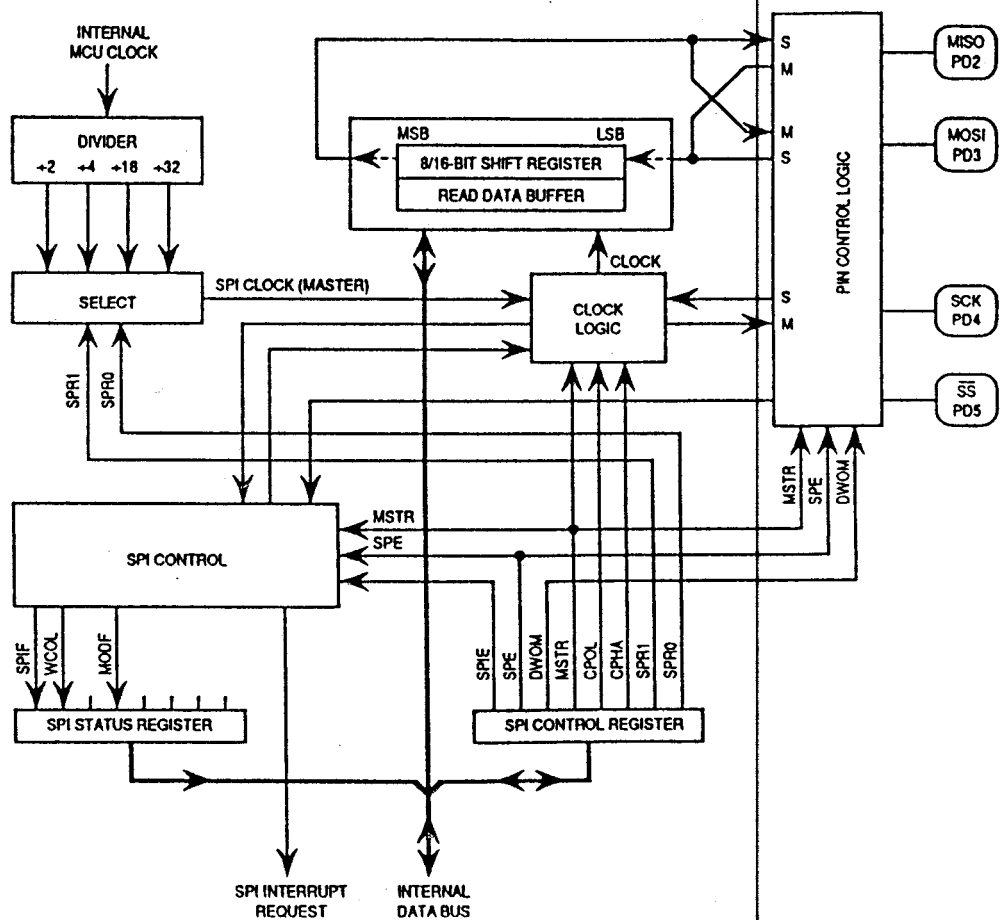 INTERNAL
MCU CLOCK
DIVIDER
÷2 ÷4 ÷18 ÷32
SELECT
SPR1
SPR0
SPI CLOCK (MASTER)
MSB LSB
8/16-BIT SHIFT REGISTER
READ DATA BUFFER
CLOCK
CLOCK
LOGIC
S
M
M
S
S
M
PIN CONTROL LOGIC
MISO
PD2
MOSI
PD3
SCK
PD4
SS
PD5
MSTR
SPE
DWOM
MSTR
SPE
SPI CONTROL
SPIF
WCOL
MODF
SPI STATUS REGISTER
SPIE
SPE
DWOM
MSTR
CPOL
CPHA
SPR1
SPR0
SPI CONTROL REGISTER
SPI INTERRUPT
REQUEST
INTERNAL
DATA BUS